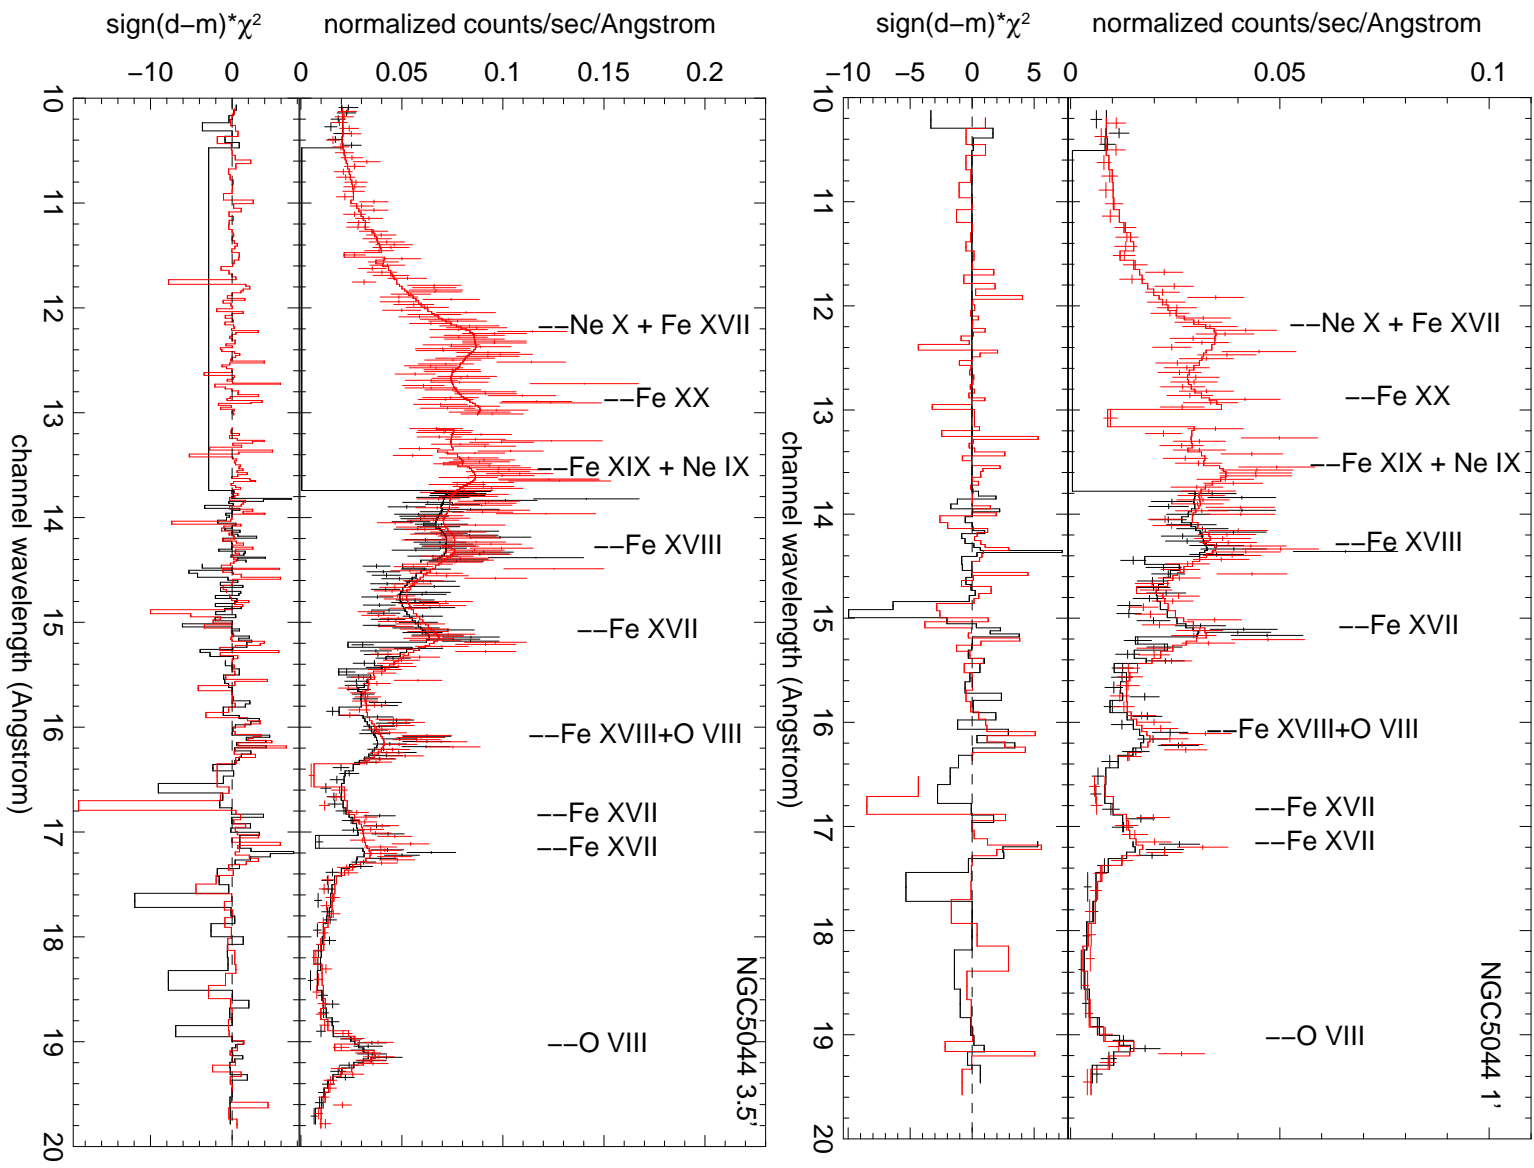 sign(d−m)*χ²
normalized counts/sec/Angstrom
−10 0
0 0.05 0.1 0.15 0.2
10
11
12
13
14
15
16
17
18
19
20
channel wavelength (Angstrom)
−−Ne X + Fe XVII
−−Fe XX
−−Fe XIX + Ne IX
−−Fe XVIII
−−Fe XVII
−−Fe XVIII+O VIII
−−Fe XVII
−−Fe XVII
−−O VIII
NGC5044 3.5'
sign(d−m)*χ²
normalized counts/sec/Angstrom
−10 −5 0 5
0 0.05 0.1
10
11
12
13
14
15
16
17
18
19
20
channel wavelength (Angstrom)
−−Ne X + Fe XVII
−−Fe XX
−−Fe XIX + Ne IX
−−Fe XVIII
−−Fe XVII
−−Fe XVIII+O VIII
−−Fe XVII
−−Fe XVII
−−O VIII
NGC5044 1'